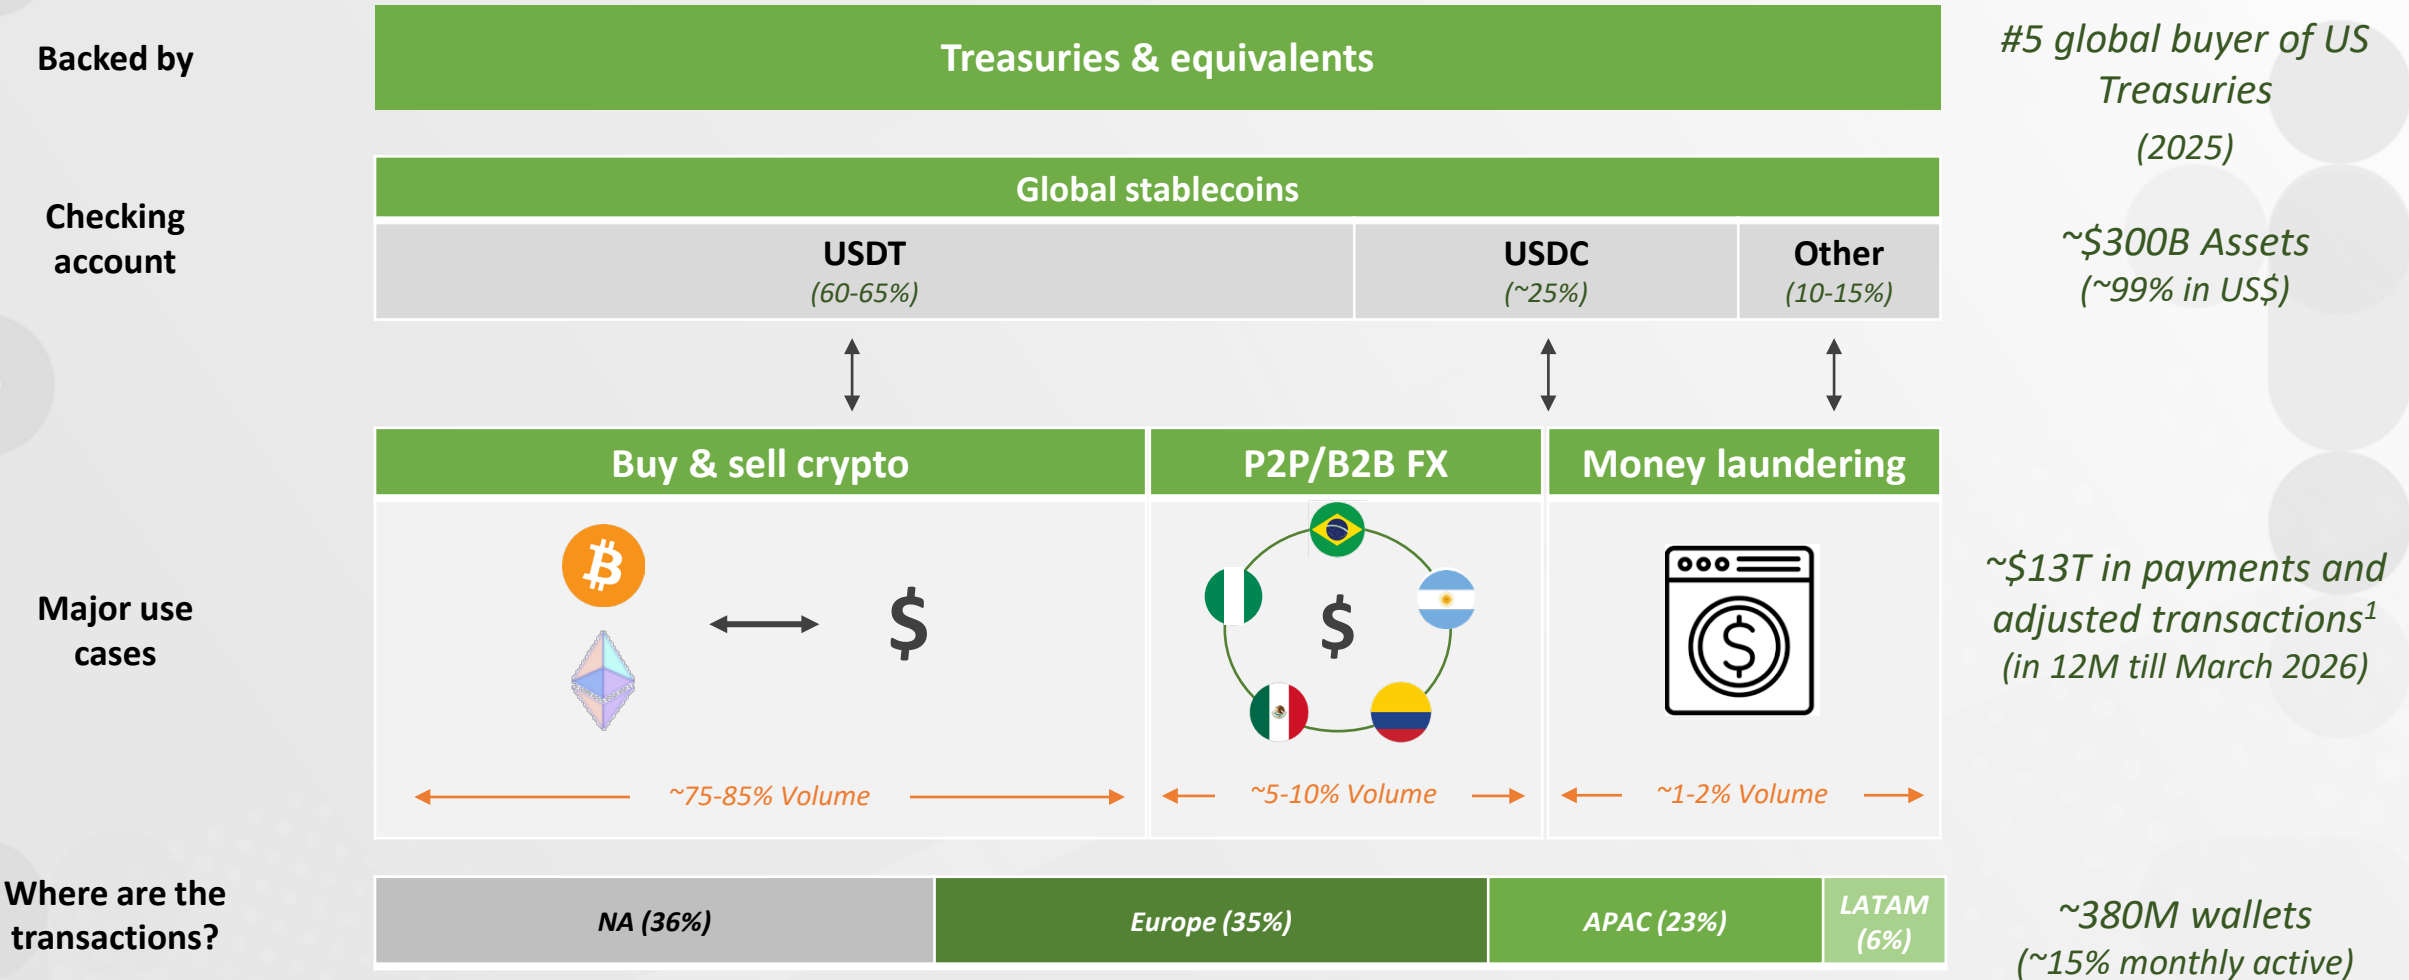 Backed by
Treasuries & equivalents
#5 global buyer of US
Treasuries
(2025)
Checking
account
Global stablecoins
USDT
(60-65%)
USDC
(~25%)
Other
(10-15%)
~$300B Assets
(~99% in US$)
Major use
cases
Buy & sell crypto
$
~75-85% Volume
P2P/B2B FX
$
~5-10% Volume
Money laundering
$
~1-2% Volume
~$13T in payments and
adjusted transactions¹
(in 12M till March 2026)
Where are the
transactions?
NA (36%)
Europe (35%)
APAC (23%)
LATAM
(6%)
~380M wallets
(~15% monthly active)